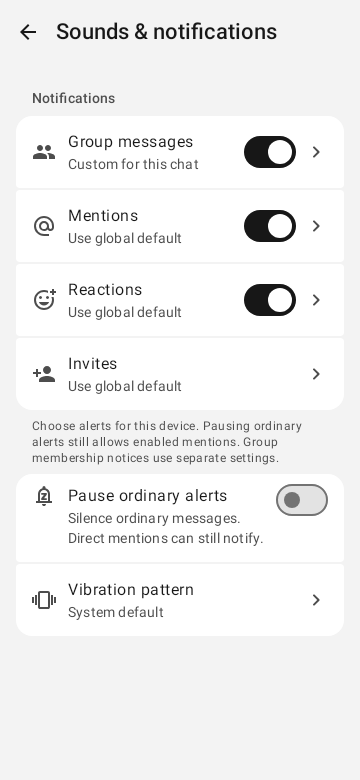 Sounds & notifications
Notifications
Group messages
Custom for this chat
Mentions
Use global default
Reactions
Use global default
Invites
Use global default
Choose alerts for this device. Pausing ordinary
alerts still allows enabled mentions. Group
membership notices use separate settings.
Pause ordinary alerts
Silence ordinary messages.
Direct mentions can still notify.
Vibration pattern
System default